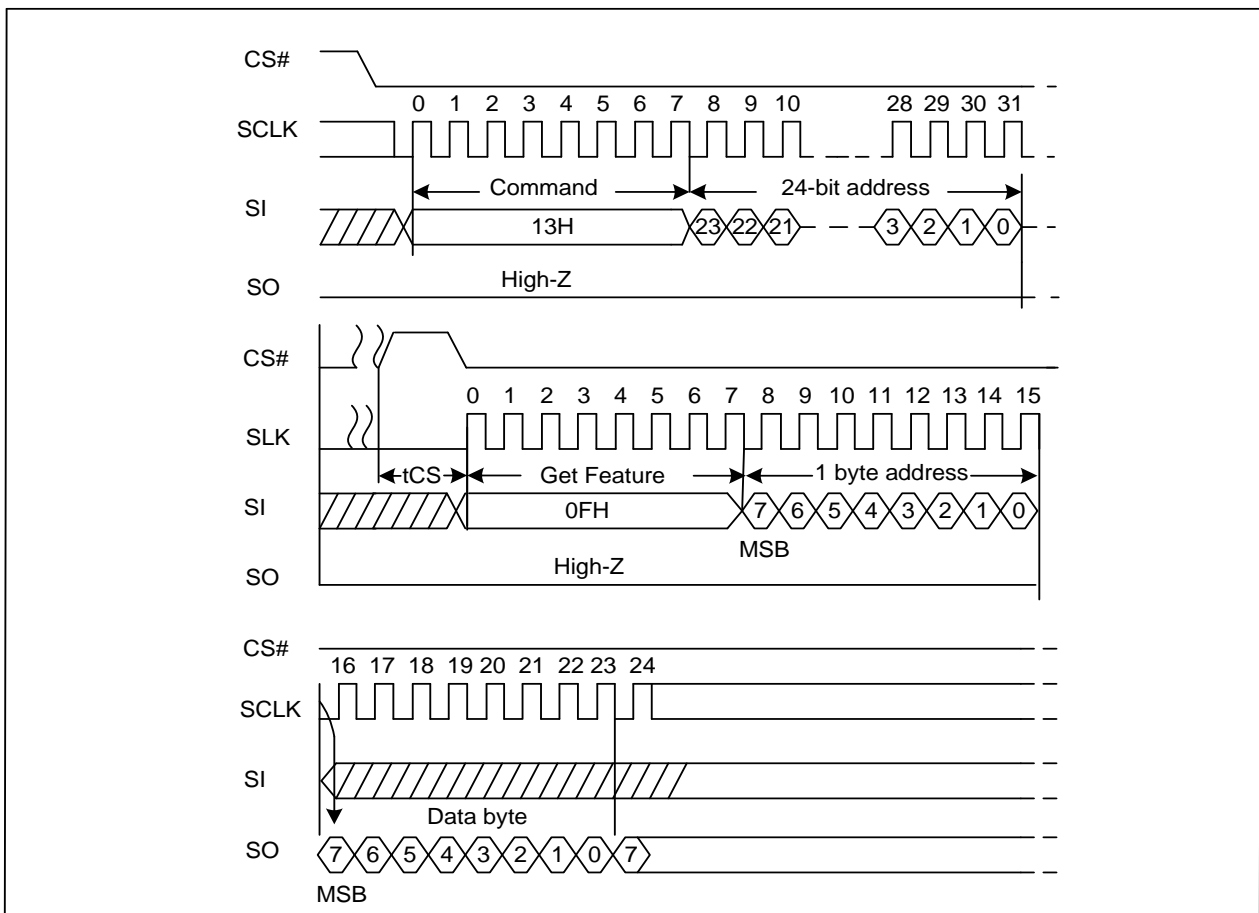 CS#
0 1 2 3 4 5 6 7 8 9 10 28 29 30 31
SCLK
Command 24-bit address
SI
13H 23 22 21 3 2 1 0
High-Z
SO
CS#
0 1 2 3 4 5 6 7 8 9 10 11 12 13 14 15
SLK
tCS Get Feature 1 byte address
SI
0FH 7 6 5 4 3 2 1 0
MSB
High-Z
SO
CS#
16 17 18 19 20 21 22 23 24
SCLK
SI
Data byte
SO 7 6 5 4 3 2 1 0 7
MSB